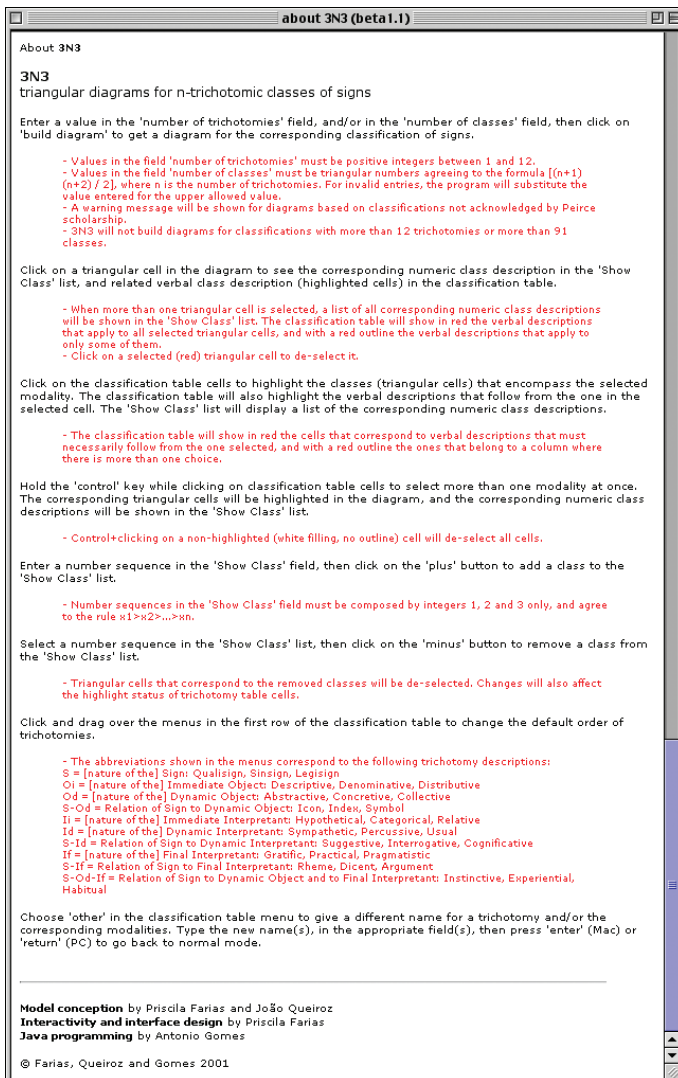 about 3N3 (beta1.1)
About 3N3
3N3
triangular diagrams for n-trichotomic classes of signs
Enter a value in the 'number of trichotomies' field, and/or in the 'number of classes' field, then click on
'build diagram' to get a diagram for the corresponding classification of signs.
- Values in the field 'number of trichotomies' must be positive integers between 1 and 12.
- Values in the field 'number of classes' must be triangular numbers agreeing to the formula [(n+1)
(n+2) / 2], where n is the number of trichotomies. For invalid entries, the program will substitute the
value entered for the upper allowed value.
- A warning message will be shown for diagrams based on classifications not acknowledged by Peirce
scholarship.
- 3N3 will not build diagrams for classifications with more than 12 trichotomies or more than 91
classes.
Click on a triangular cell in the diagram to see the corresponding numeric class description in the 'Show
Class' list, and related verbal class description (highlighted cells) in the classification table.
- When more than one triangular cell is selected, a list of all corresponding numeric class descriptions
will be shown in the 'Show Class' list. The classification table will show in red the verbal descriptions
that apply to all selected triangular cells, and with a red outline the verbal descriptions that apply to
only some of them.
- Click on a selected (red) triangular cell to de-select it.
Click on the classification table cells to highlight the classes (triangular cells) that encompass the selected
modality. The classification table will also highlight the verbal descriptions that follow from the one in the
selected cell. The 'Show Class' list will display a list of the corresponding numeric class descriptions.
- The classification table will show in red the cells that correspond to verbal descriptions that must
necessarily follow from the one selected, and with a red outline the ones that belong to a column where
there is more than one choice.
Hold the 'control' key while clicking on classification table cells to select more than one modality at once.
The corresponding triangular cells will be highlighted in the diagram, and the corresponding numeric class
descriptions will be shown in the 'Show Class' list.
- Control+clicking on a non-highlighted (white filling, no outline) cell will de-select all cells.
Enter a number sequence in the 'Show Class' field, then click on the 'plus' button to add a class to the
'Show Class' list.
- Number sequences in the 'Show Class' field must be composed by integers 1, 2 and 3 only, and agree
to the rule x1>x2>...>xn.
Select a number sequence in the 'Show Class' list, then click on the 'minus' button to remove a class from
the 'Show Class' list.
- Triangular cells that correspond to the removed classes will be de-selected. Changes will also affect
the highlight status of trichotomy table cells.
Click and drag over the menus in the first row of the classification table to change the default order of
trichotomies.
- The abbreviations shown in the menus correspond to the following trichotomy descriptions:
S = [nature of the] Sign: Qualisign, Sinsign, Legisign
Oi = [nature of the] Immediate Object: Descriptive, Denominative, Distributive
Od = [nature of the] Dynamic Object: Abstractive, Concretive, Collective
S-Od = Relation of Sign to Dynamic Object: Icon, Index, Symbol
Ii = [nature of the] Immediate Interpretant: Hypothetical, Categorical, Relative
Id = [nature of the] Dynamic Interpretant: Sympathetic, Percussive, Usual
S-Id = Relation of Sign to Dynamic Interpretant: Suggestive, Interrogative, Cognificative
If = [nature of the] Final Interpretant: Gratific, Practical, Pragmatistic
S-If = Relation of Sign to Final Interpretant: Rheme, Dicent, Argument
S-Od-If = Relation of Sign to Dynamic Object and to Final Interpretant: Instinctive, Experiential,
Habitual
Choose 'other' in the classification table menu to give a different name for a trichotomy and/or the
corresponding modalities. Type the new name(s), in the appropriate field(s), then press 'enter' (Mac) or
'return' (PC) to go back to normal mode.
Model conception by Priscila Farias and João Queiroz
Interactivity and interface design by Priscila Farias
Java programming by Antonio Gomes
© Farias, Queiroz and Gomes 2001